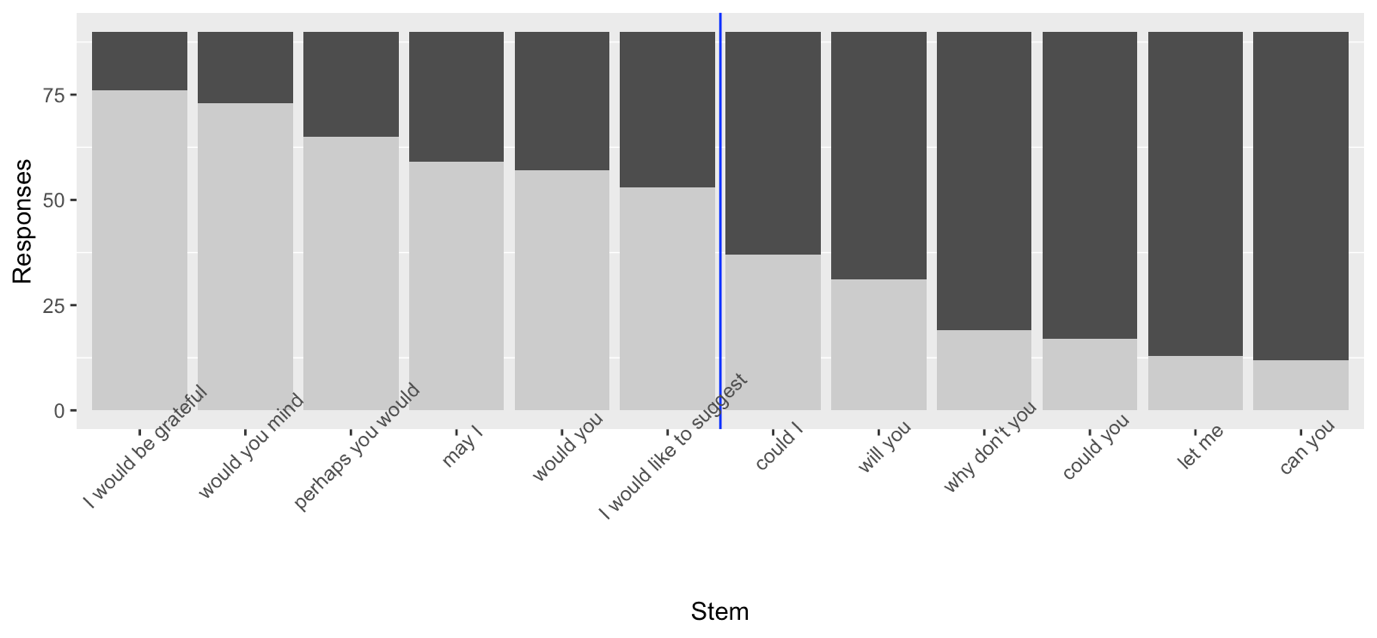 75
50
25
0
Responses
I would be grateful
would you mind
perhaps you would
may I
would you
I would like to suggest
could I
will you
why don't you
could you
let me
can you
Stem